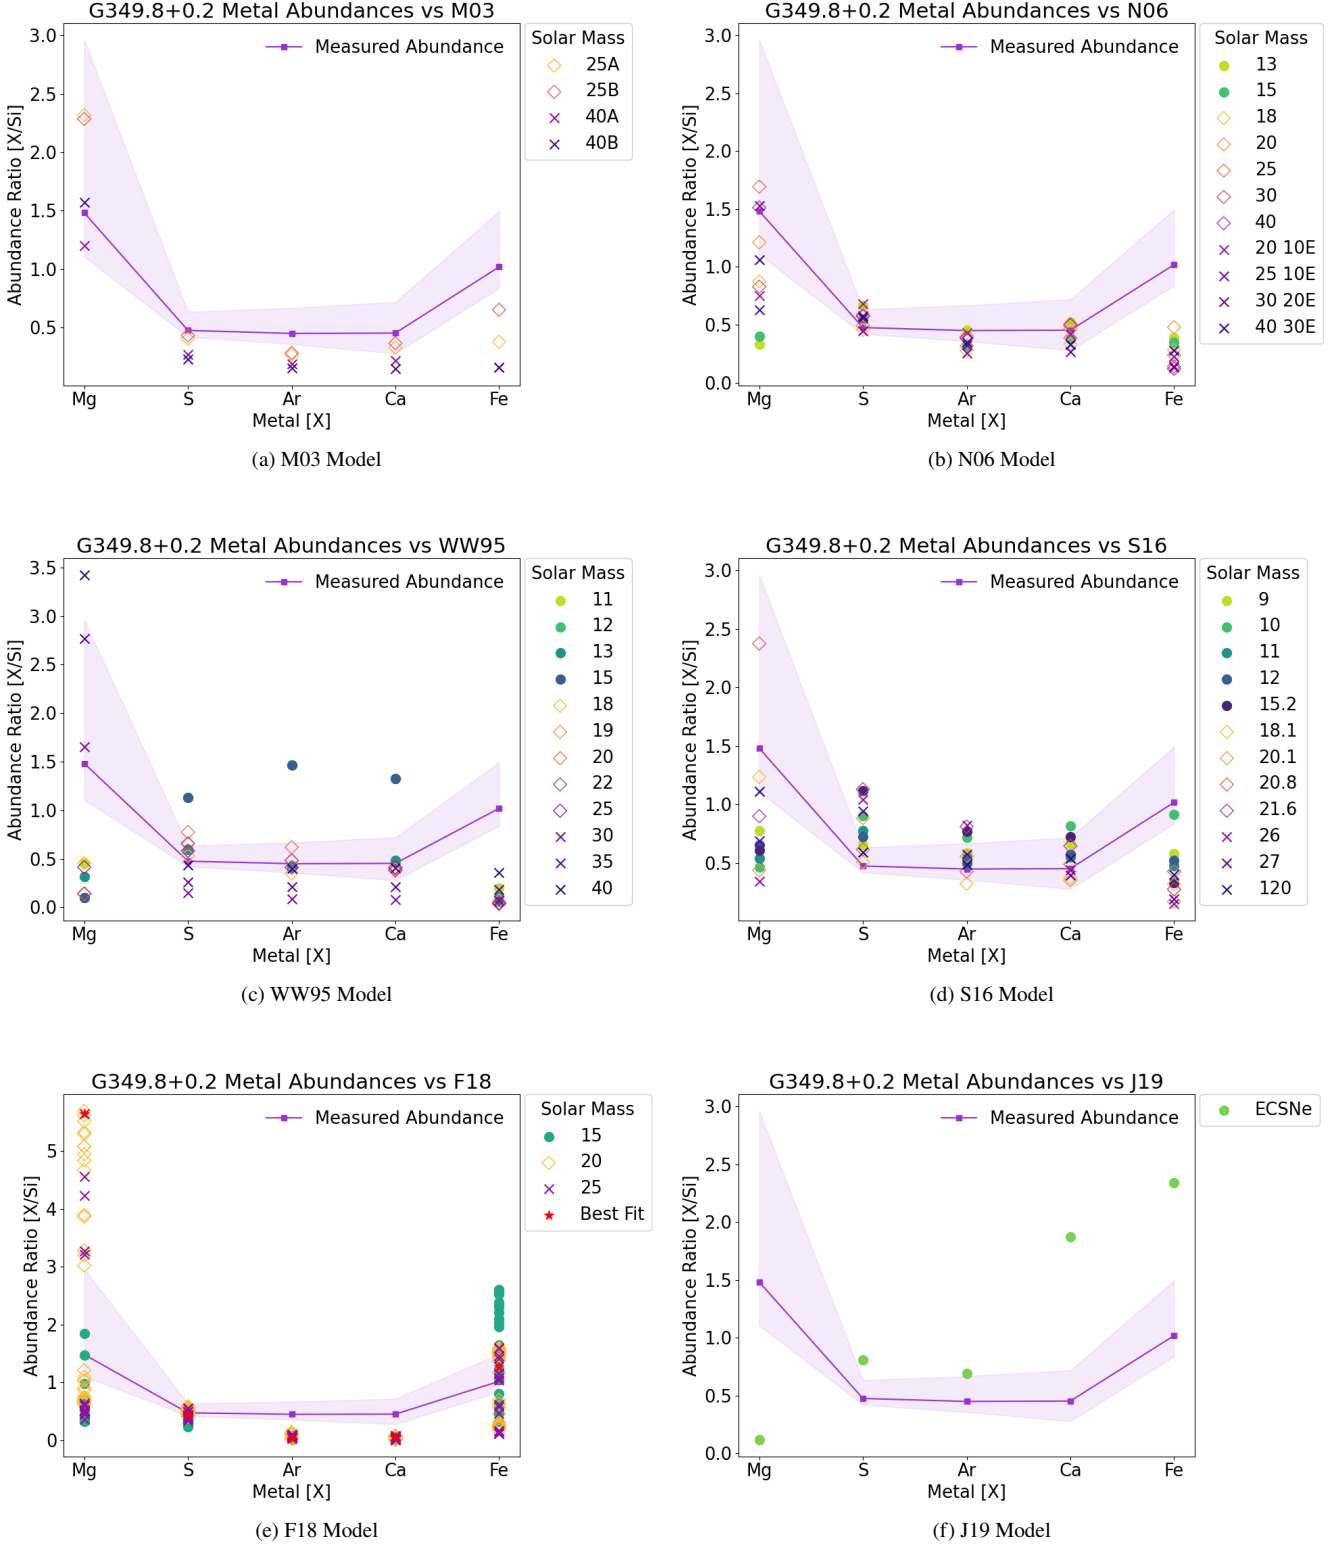 G349.8+0.2 Metal Abundances vs M03
Abundance Ratio [X/Si]
3.0
2.5
2.0
1.5
1.0
0.5
Mg S Ar Ca Fe
Metal [X]
Measured Abundance
Solar Mass
25A
25B
40A
40B
(a) M03 Model
G349.8+0.2 Metal Abundances vs N06
Abundance Ratio [X/Si]
3.0
2.5
2.0
1.5
1.0
0.5
0.0
Mg S Ar Ca Fe
Metal [X]
Measured Abundance
Solar Mass
13
15
18
20
25
30
40
20 10E
25 10E
30 20E
40 30E
(b) N06 Model
G349.8+0.2 Metal Abundances vs WW95
Abundance Ratio [X/Si]
3.5
3.0
2.5
2.0
1.5
1.0
0.5
0.0
Mg S Ar Ca Fe
Metal [X]
Measured Abundance
Solar Mass
11
12
13
15
18
19
20
22
25
30
35
40
(c) WW95 Model
G349.8+0.2 Metal Abundances vs S16
Abundance Ratio [X/Si]
3.0
2.5
2.0
1.5
1.0
0.5
Mg S Ar Ca Fe
Metal [X]
Measured Abundance
Solar Mass
9
10
11
12
15.2
18.1
20.1
20.8
21.6
26
27
120
(d) S16 Model
G349.8+0.2 Metal Abundances vs F18
Abundance Ratio [X/Si]
5
4
3
2
1
0
Mg S Ar Ca Fe
Metal [X]
Measured Abundance
Solar Mass
15
20
25
Best Fit
(e) F18 Model
G349.8+0.2 Metal Abundances vs J19
Abundance Ratio [X/Si]
3.0
2.5
2.0
1.5
1.0
0.5
0.0
Mg S Ar Ca Fe
Metal [X]
Measured Abundance
ECSNe
(f) J19 Model